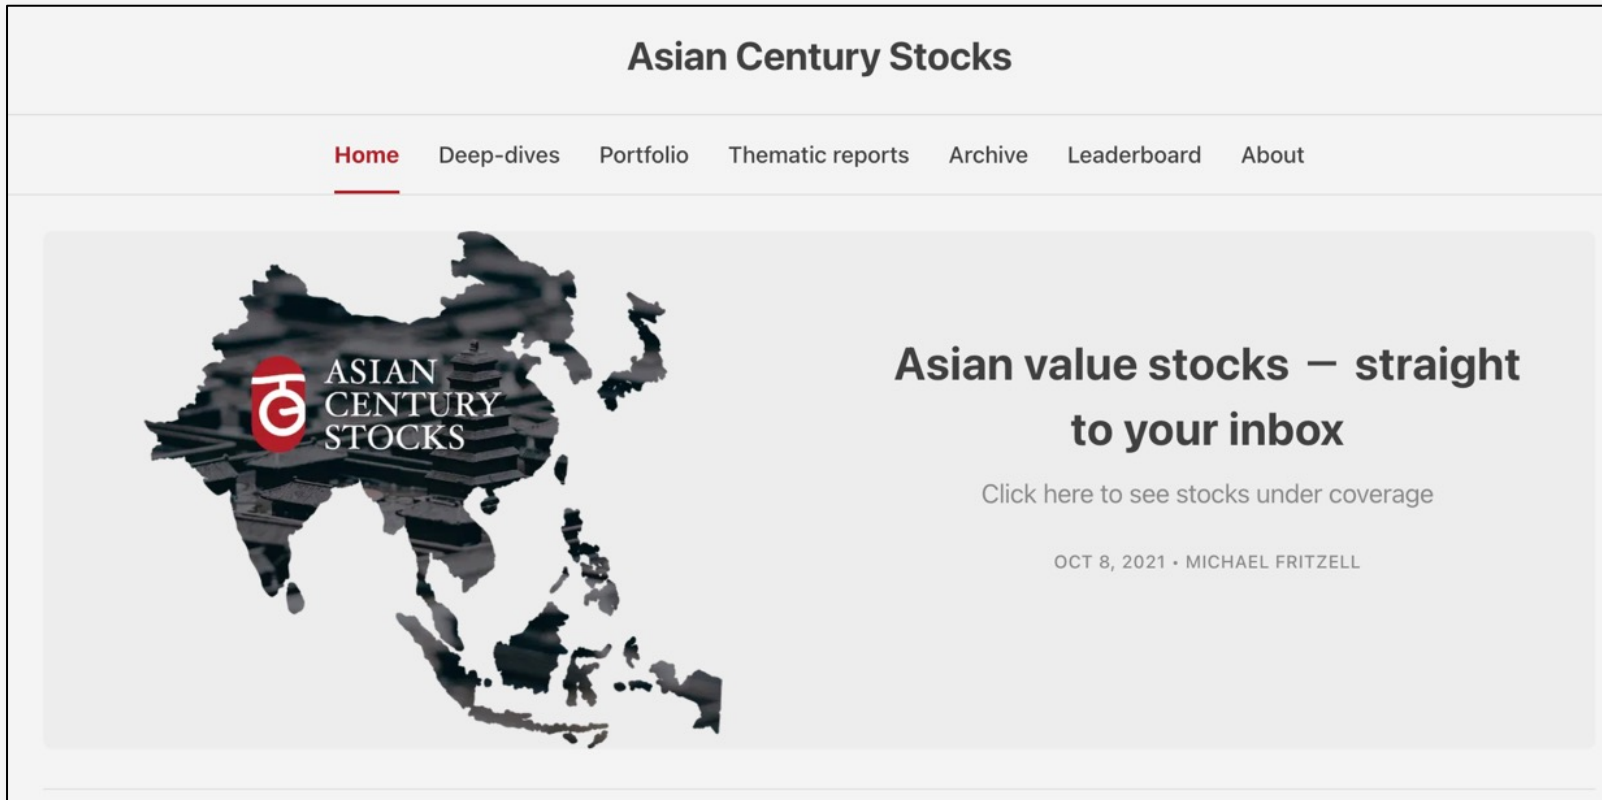 Asian Century Stocks
Home Deep-dives Portfolio Thematic reports Archive Leaderboard About
ASIAN
CENTURY
STOCKS
Asian value stocks — straight
to your inbox
Click here to see stocks under coverage
OCT 8, 2021 • MICHAEL FRITZELL